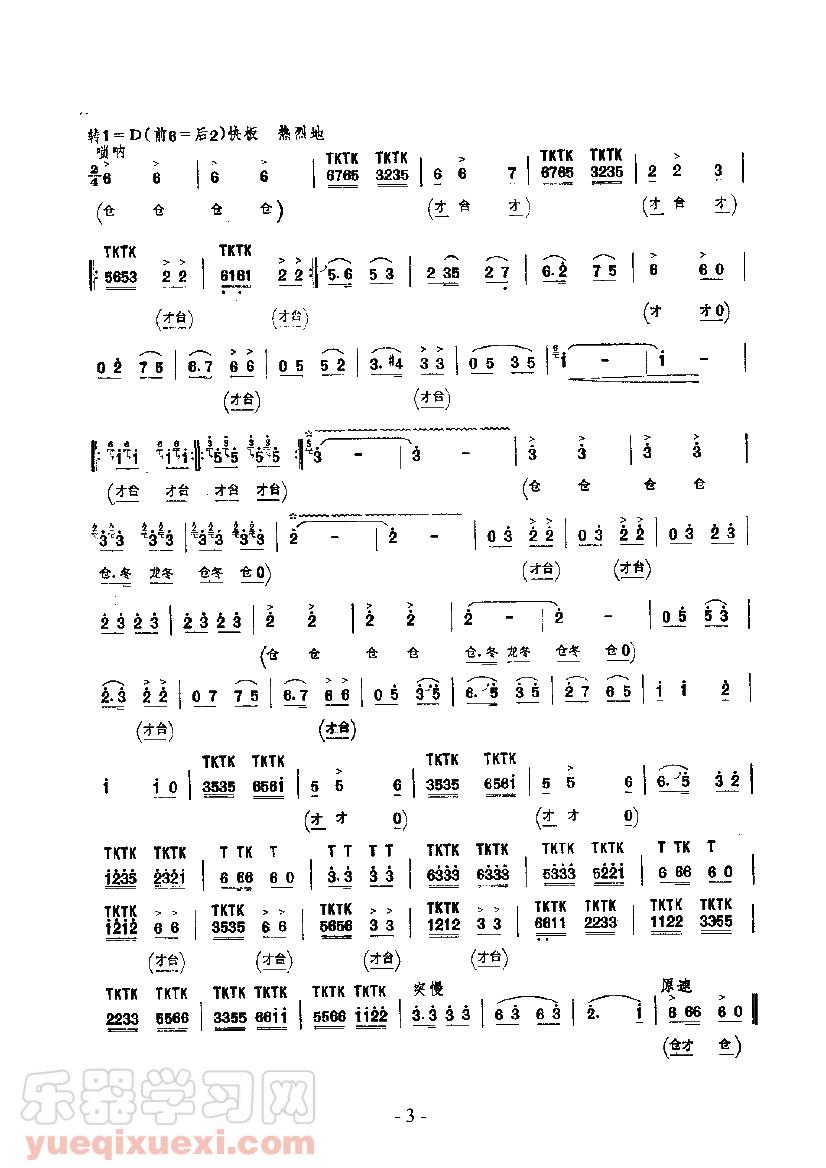 转1=D(前6=后2)快板 热烈地
唢呐
TKTK TKTK TKTK TKTK
2/4 6 6 | 6 6 | 6765 3235 | 6 6 7 | 6765 3235 | 2 2 3 |
(仓 仓 仓 仓) (才台 才) (才台 才)
TKTK TKTK
5653 2 2 | 6161 2 2 :| 5.6 5 3 | 2 35 2 7 | 6.2 7 5 | 6 6 0 |
(才台) (才台) (才 才0)
0 2 7 5 | 6.7 6 6 | 0 5 5 2 | 3.#4 3 3 | 0 5 3 5 | i - | i - |
(才台) (才台)
3 - | 3 - | 3 3 | 3 3 |
(才台 才台 才台 才台) (仓 仓 仓 仓
2 - | 2 - | 0 3 2 2 | 0 3 2 2 | 0 3 2 3 |
仓.冬 龙冬 仓冬 仓0) (才台) (才台)
2 3 2 3 | 2 3 2 3 | 2 2 | 2 2 | 2 - | 2 - | 0 5 5 3 |
(仓 仓 仓 仓 仓.冬 龙冬 仓冬 仓0)
2.3 2 2 | 0 7 7 5 | 6.7 6 6 | 0 5 3 5 | 6.5 3 5 | 2 7 6 5 | i i 2 |
(才台) (才台)
TKTK TKTK TKTK TKTK
i i 0 | 3535 656i | 5 5 6 | 3535 656i | 5 5 6 | 6.5 3 2 |
(才 才 0) (才 才 0)
TKTK TKTK T TK T T T T T TKTK TKTK TKTK TKTK T TK T
1235 2321 | 6 66 6 0 | 3.3 3 3 | 6333 6333 | 5333 5221 | 6 66 6 0 |
TKTK TKTK TKTK TKTK TKTK TKTK TKTK TKTK
1212 6 6 | 3535 6 6 | 5656 3 3 | 1212 3 3 | 6611 2233 | 1122 3355 |
(才台) (才台) (才台) (才台)
TKTK TKTK TKTK TKTK TKTK TKTK 突慢 原速
2233 5566 | 3355 66ii | 5566 ii22 | 3.3 3 3 | 6 3 6 3 | 2. i | 6 66 6 0 ‖
(仓才 仓)
乐器学习网
yueqixuexi.com
- 3 -